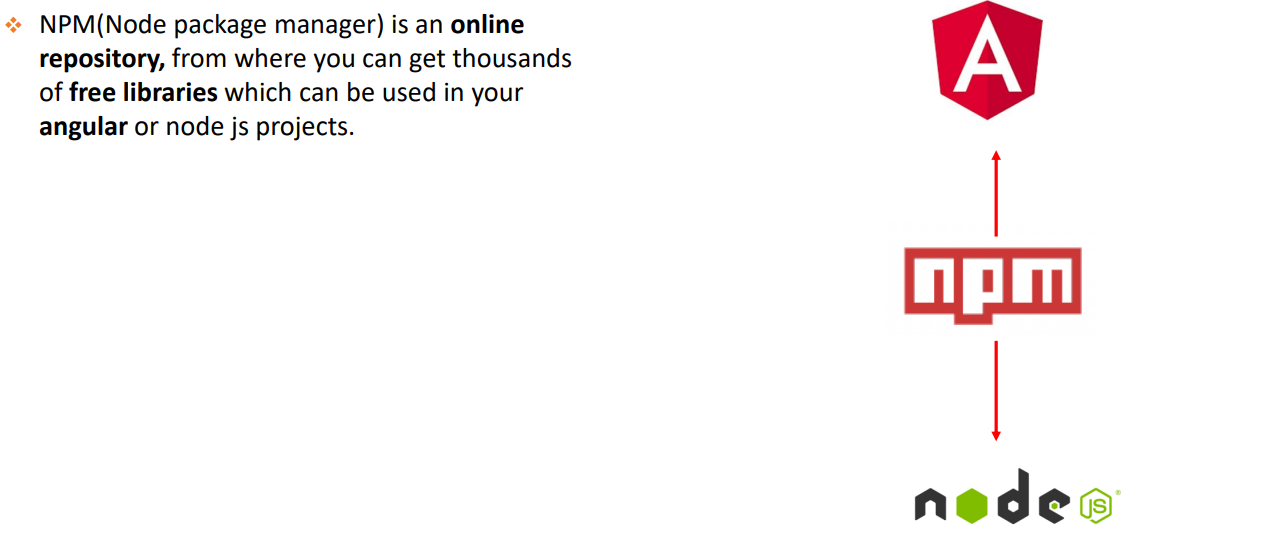 NPM(Node package manager) is an online
repository, from where you can get thousands
of free libraries which can be used in your
angular or node js projects.
A
npm
node JS ®